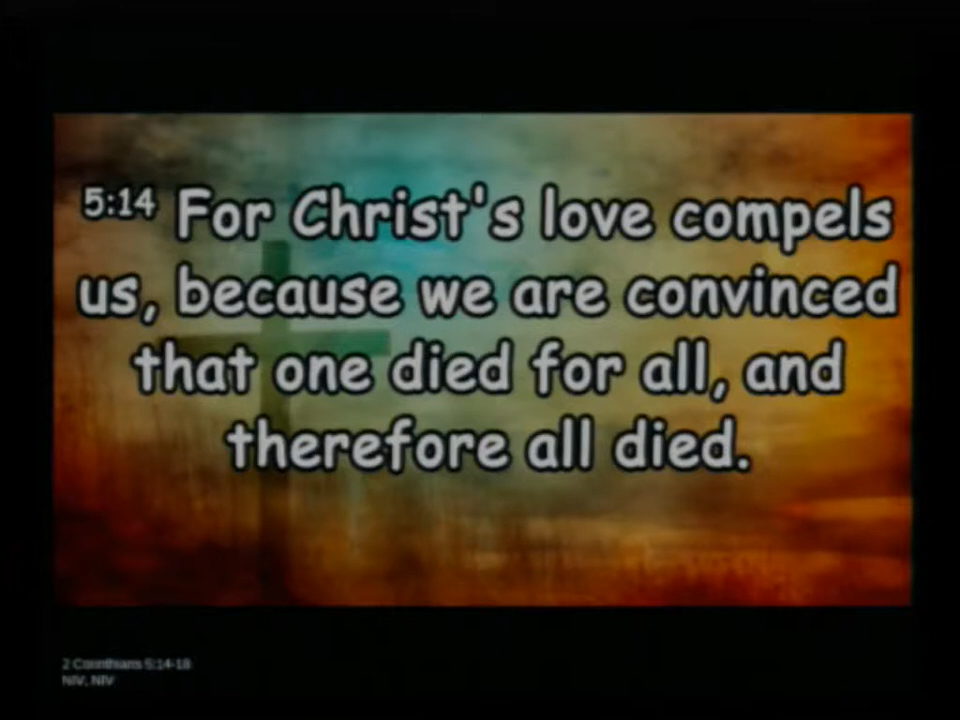 5:14 For Christ's love compels
us, because we are convinced
that one died for all, and
therefore all died.
2 Corinthians 5:14-18
NIV, NIV